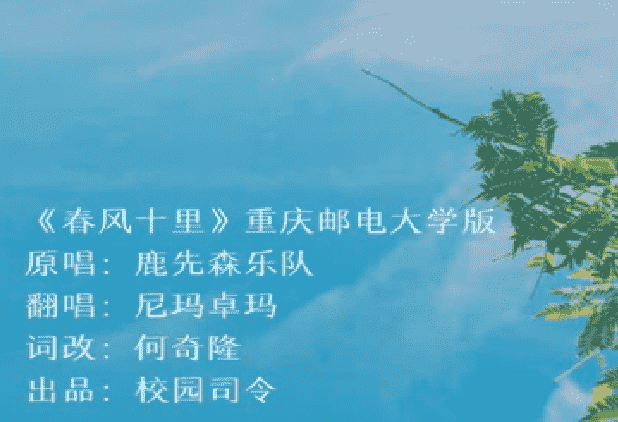 《春风十里》重庆邮电大学版
原唱：鹿先森乐队
翻唱：尼玛卓玛
词改：何奇隆
出品：校园司令